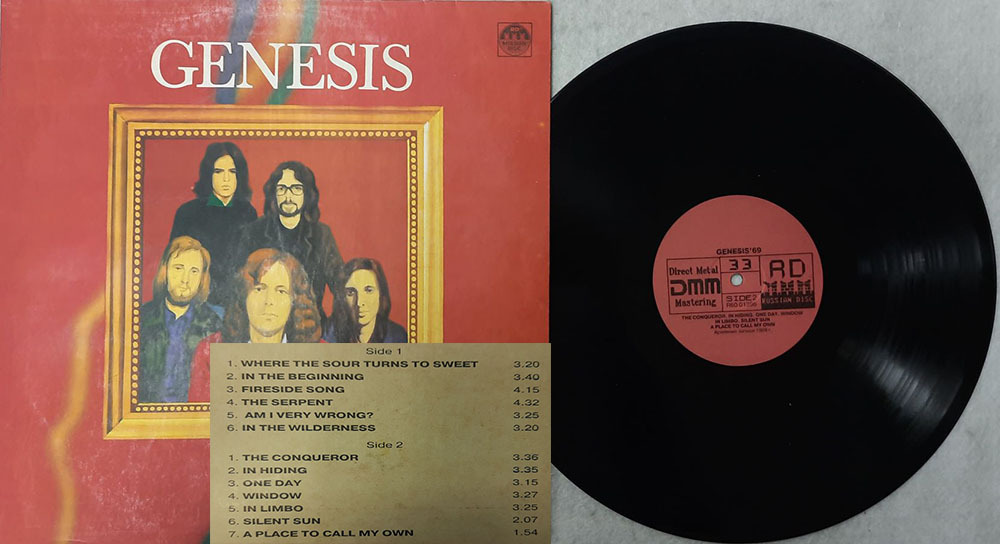 GENESIS
RD
RUSSIAN
DISC
Side 1
1. WHERE THE SOUR TURNS TO SWEET 3.20
2. IN THE BEGINNING 3.40
3. FIRESIDE SONG 4.15
4. THE SERPENT 4.32
5. AM I VERY WRONG? 3.25
6. IN THE WILDERNESS 3.20
Side 2
1. THE CONQUEROR 3.36
2. IN HIDING 3.35
3. ONE DAY 3.15
4. WINDOW 3.27
5. IN LIMBO 3.25
6. SILENT SUN 2.07
7. A PLACE TO CALL MY OWN 1.54
GENESIS'69
Direct Metal
DMM
Mastering
33
SIDE2
RD
RUSSIAN DISC
THE CONQUEROR. IN HIDING. ONE DAY. WINDOW
IN LIMBO. SILENT SUN
A PLACE TO CALL MY OWN